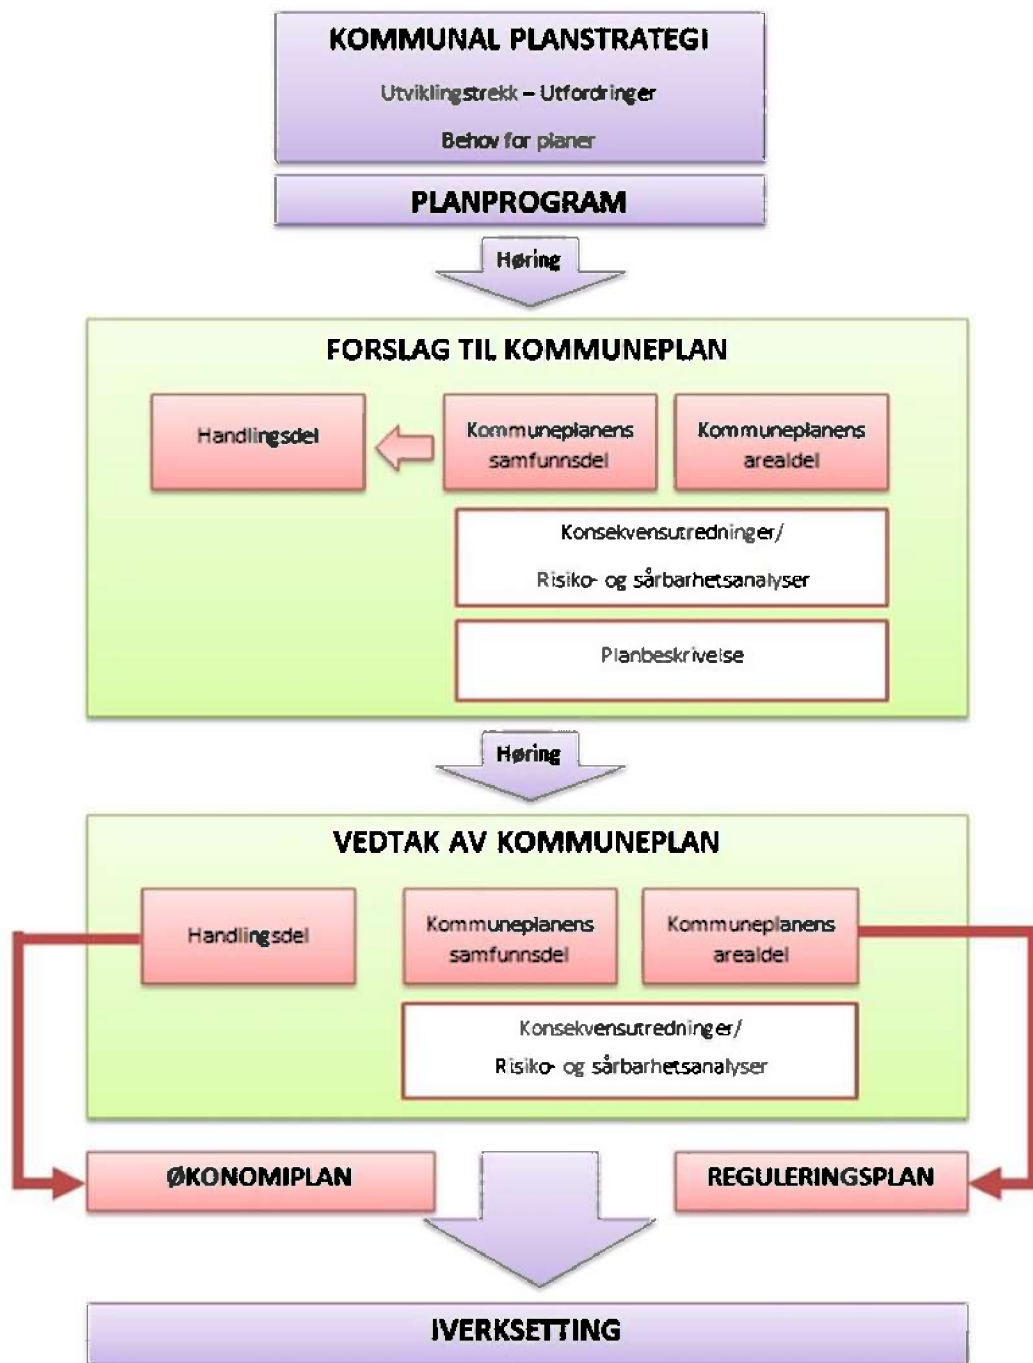 KOMMUNAL PLANSTRATEGI
Utviklingstrekk – Utfordringer
Behov for planer
PLANPROGRAM
Høring
FORSLAG TIL KOMMUNEPLAN
Handlingsdel
Kommuneplanens
samfunnsdel
Kommuneplanens
arealdel
Konsekvensutredninger/
Risiko- og sårbarhetsanalyser
Planbeskrivelse
Høring
VEDTAK AV KOMMUNEPLAN
Handlingsdel
Kommuneplanens
samfunnsdel
Kommuneplanens
arealdel
Konsekvensutredninger/
Risiko- og sårbarhetsanalyser
ØKONOMIPLAN
REGULERINGSPLAN
IVERKSETTING